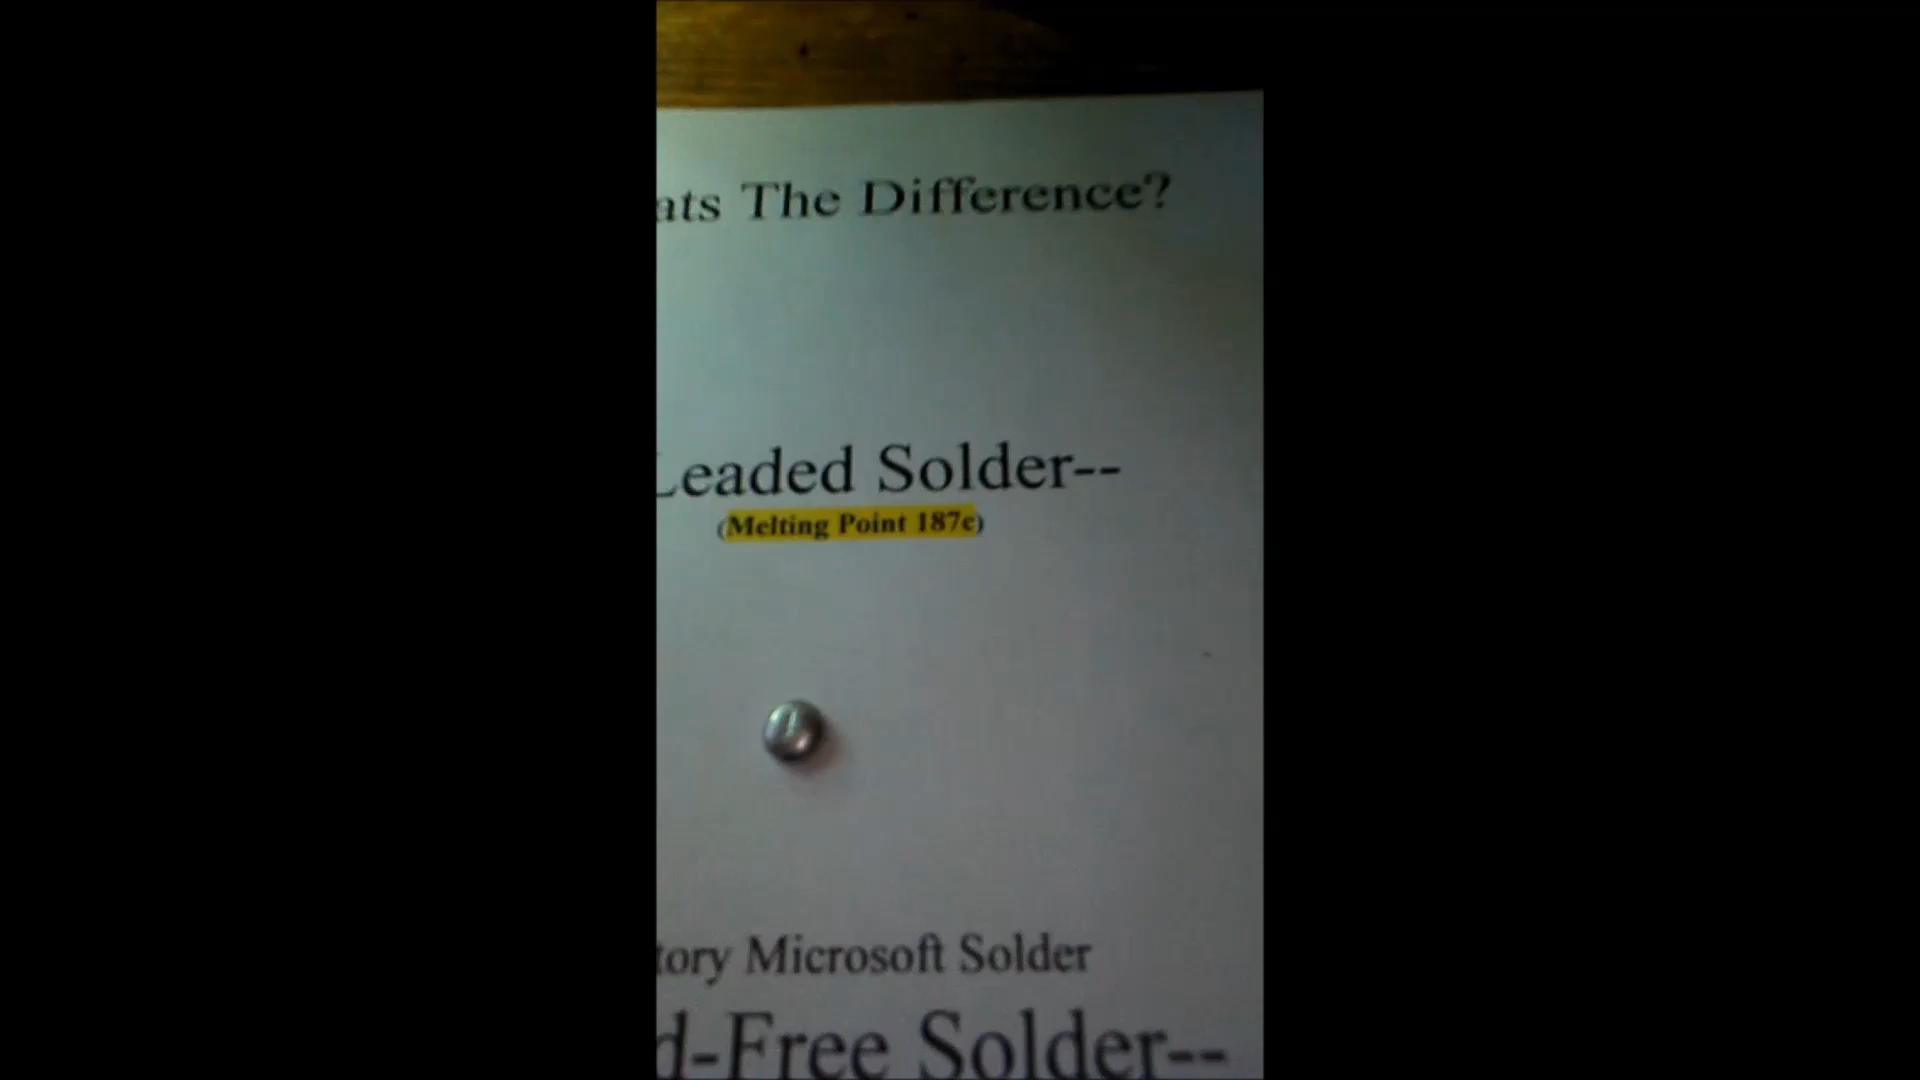 ats The Difference?
Leaded Solder--
(Melting Point 187c)
tory Microsoft Solder
d-Free Solder--